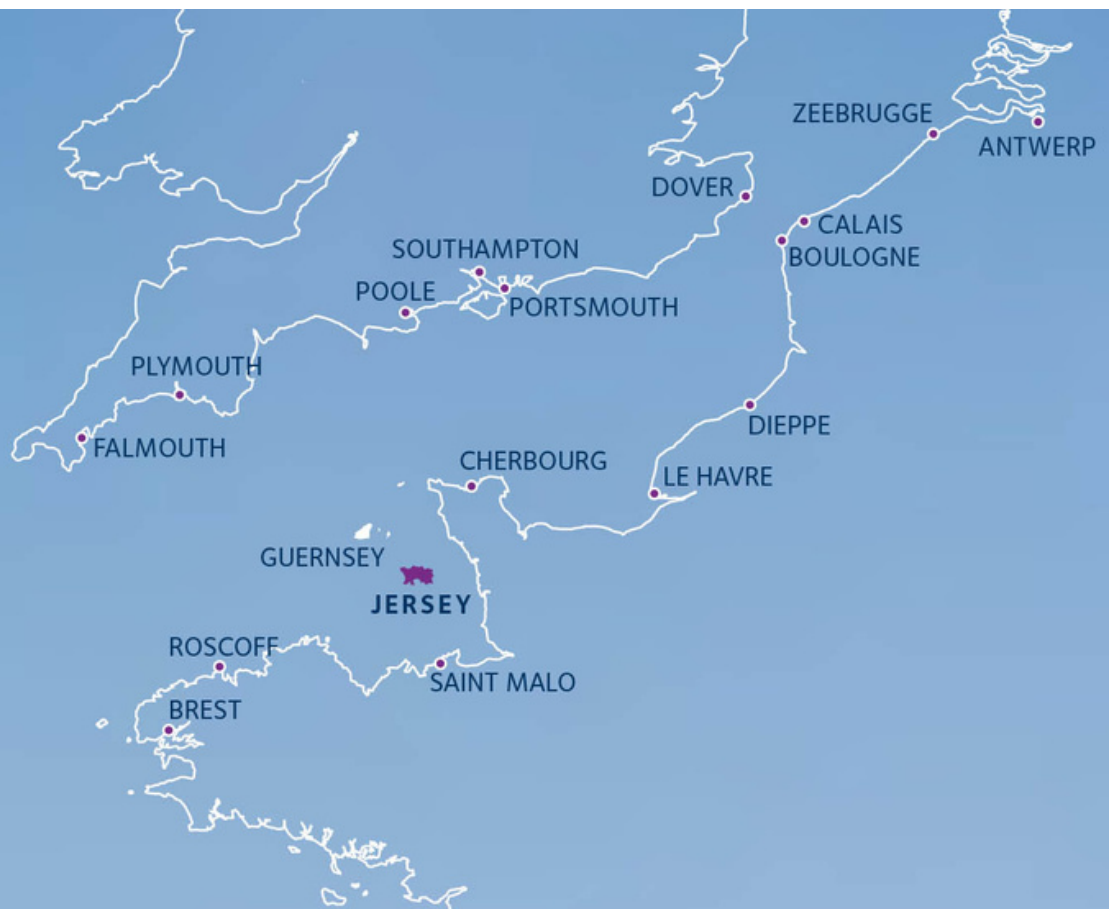 ZEEBRUGGE
ANTWERP
DOVER
CALAIS
SOUTHAMPTON
BOULOGNE
POOLE
PORTSMOUTH
PLYMOUTH
DIEPPE
FALMOUTH
CHERBOURG
LE HAVRE
GUERNSEY
JERSEY
ROSCOFF
SAINT MALO
BREST